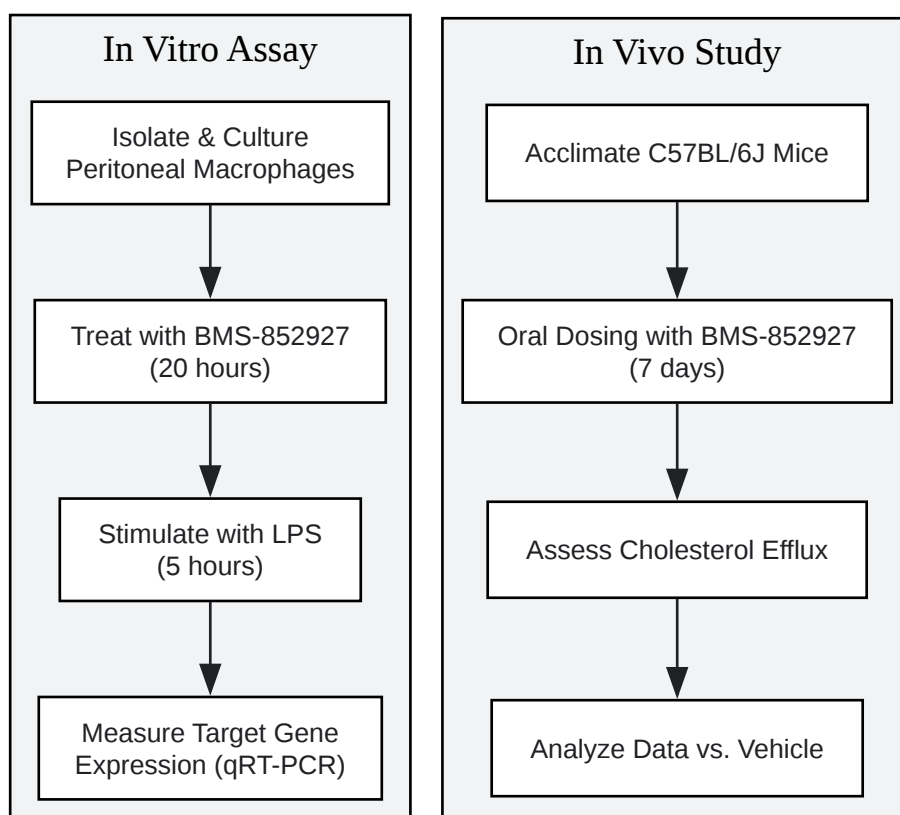 In Vitro Assay
Isolate & Culture
Peritoneal Macrophages
Treat with BMS-852927
(20 hours)
Stimulate with LPS
(5 hours)
Measure Target Gene
Expression (qRT-PCR)
In Vivo Study
Acclimate C57BL/6J Mice
Oral Dosing with BMS-852927
(7 days)
Assess Cholesterol Efflux
Analyze Data vs. Vehicle